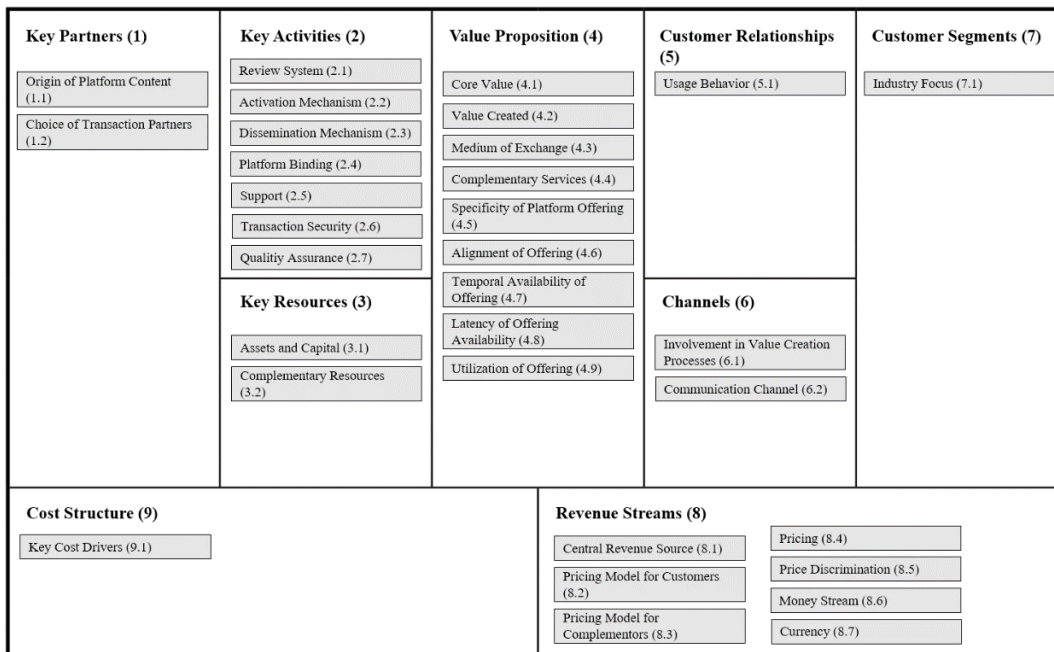 Key Partners (1)
Origin of Platform Content
(1.1)
Choice of Transaction Partners
(1.2)
Key Activities (2)
Review System (2.1)
Activation Mechanism (2.2)
Dissemination Mechanism (2.3)
Platform Binding (2.4)
Support (2.5)
Transaction Security (2.6)
Qualitiy Assurance (2.7)
Key Resources (3)
Assets and Capital (3.1)
Complementary Resources
(3.2)
Value Proposition (4)
Core Value (4.1)
Value Created (4.2)
Medium of Exchange (4.3)
Complementary Services (4.4)
Specificity of Platform Offering
(4.5)
Alignment of Offering (4.6)
Temporal Availability of
Offering (4.7)
Latency of Offering
Availability (4.8)
Utilization of Offering (4.9)
Customer Relationships
(5)
Usage Behavior (5.1)
Channels (6)
Involvement in Value Creation
Processes (6.1)
Communication Channel (6.2)
Customer Segments (7)
Industry Focus (7.1)
Cost Structure (9)
Key Cost Drivers (9.1)
Revenue Streams (8)
Central Revenue Source (8.1)
Pricing Model for Customers
(8.2)
Pricing Model for
Complementors (8.3)
Pricing (8.4)
Price Discrimination (8.5)
Money Stream (8.6)
Currency (8.7)